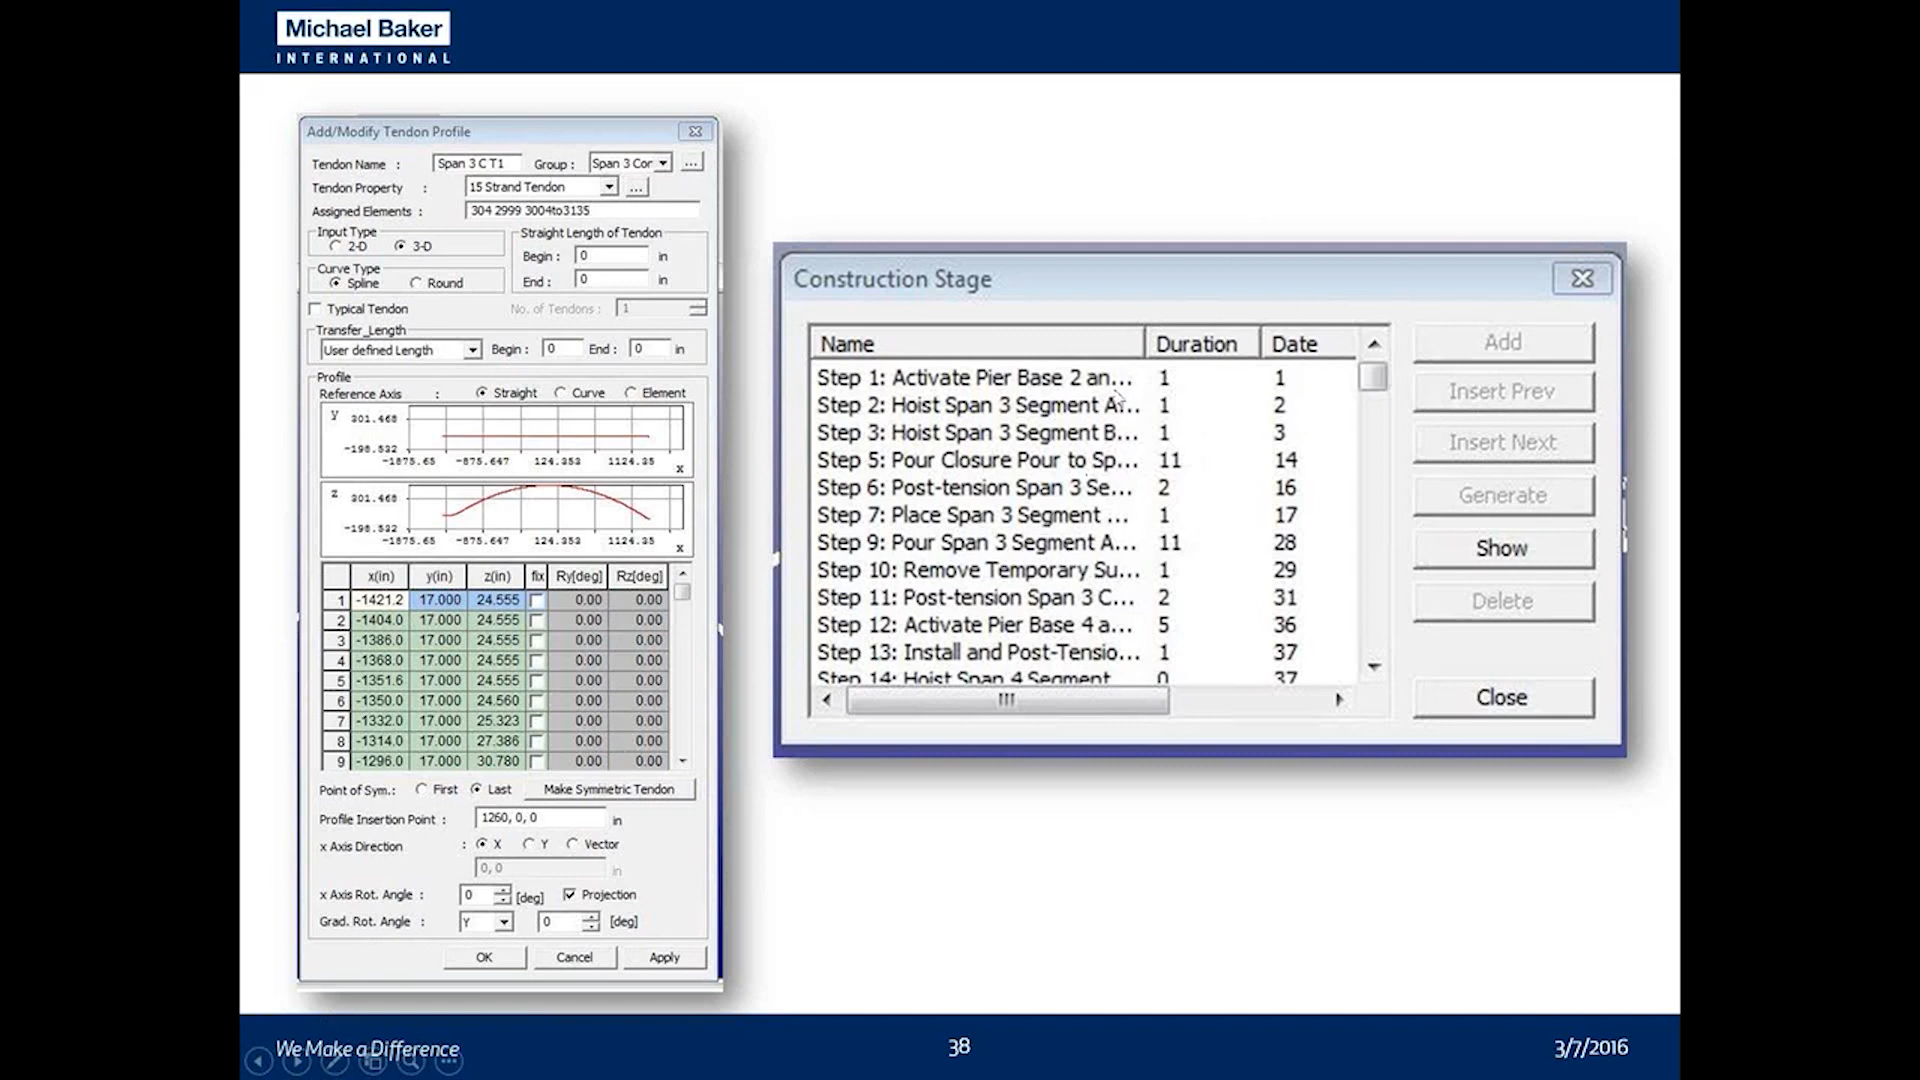 Michael Baker
INTERNATIONAL
Add/Modify Tendon Profile
Tendon Name : Span 3 C T1 Group : Span 3 Cor ...
Tendon Property : 15 Strand Tendon ...
Assigned Elements : 304 2999 3004to3135
Input Type
2-D 3-D
Straight Length of Tendon
Begin : 0 in
Curve Type
Spline Round
End : 0 in
Typical Tendon No. of Tendons : 1
Transfer_Length
User defined Length Begin : 0 End : 0 in
Profile
Reference Axis : Straight Curve Element
y 301.468
-198.532
-1875.65 -875.647 124.353 1124.35 x
z 301.468
-198.532
-1875.65 -875.647 124.353 1124.35 x
x(in) y(in) z(in) fix Ry[deg] Rz[deg]
1 -1421.2 17.000 24.555 0.00 0.00
2 -1404.0 17.000 24.555 0.00 0.00
3 -1386.0 17.000 24.555 0.00 0.00
4 -1368.0 17.000 24.555 0.00 0.00
5 -1351.6 17.000 24.555 0.00 0.00
6 -1350.0 17.000 24.560 0.00 0.00
7 -1332.0 17.000 25.323 0.00 0.00
8 -1314.0 17.000 27.386 0.00 0.00
9 -1296.0 17.000 30.780 0.00 0.00
Point of Sym.: First Last Make Symmetric Tendon
Profile Insertion Point : 1260, 0, 0 in
x Axis Direction : X Y Vector
0, 0 in
x Axis Rot. Angle : 0 [deg] Projection
Grad. Rot. Angle : Y 0 [deg]
OK Cancel Apply
Construction Stage
Name Duration Date
Step 1: Activate Pier Base 2 an... 1 1
Step 2: Hoist Span 3 Segment A... 1 2
Step 3: Hoist Span 3 Segment B... 1 3
Step 5: Pour Closure Pour to Sp... 11 14
Step 6: Post-tension Span 3 Se... 2 16
Step 7: Place Span 3 Segment ... 1 17
Step 9: Pour Span 3 Segment A... 11 28
Step 10: Remove Temporary Su... 1 29
Step 11: Post-tension Span 3 C... 2 31
Step 12: Activate Pier Base 4 a... 5 36
Step 13: Install and Post-Tensio... 1 37
Step 14: Hoist Span 4 Segment 0 37
Add
Insert Prev
Insert Next
Generate
Show
Delete
Close
We Make a Difference
38
3/7/2016